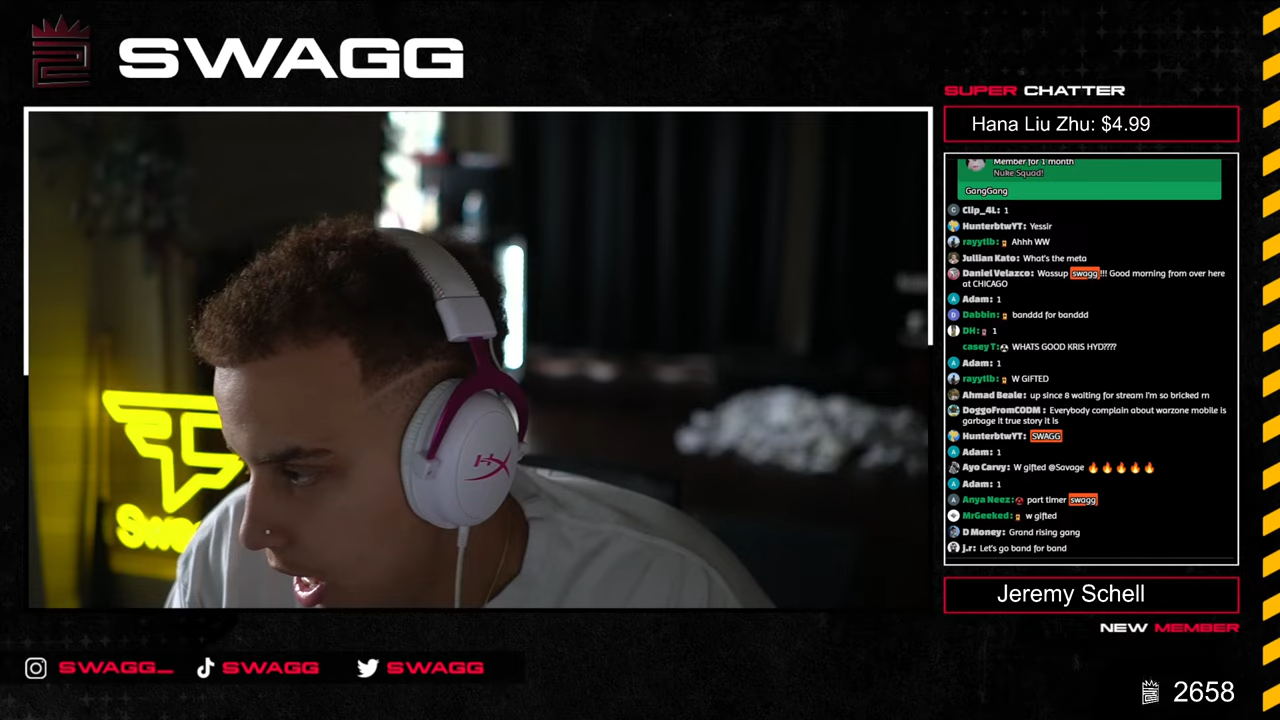 SWAGG
SUPER CHATTER
Hana Liu Zhu: $4.99
Member for 1 month
Nuke Squad!
GangGang
C Clip_4L: 1
HunterbtwYT: Yessir
rayytlb: Ahhh WW
Jullian Kato: What's the meta
Daniel Velazco: Wassup swagg!!! Good morning from over here
at CHICAGO
A Adam: 1
D Dabbin: banddd for banddd
DH: 1
casey T: WHATS GOOD KRIS HYD????
A Adam: 1
rayytlb: W GIFTED
Ahmad Beale: up since 8 waiting for stream I'm so bricked rn
DoggoFromCODM: Everybody complain about warzone mobile is
garbage it true story it is
HunterbtwYT: SWAGG
A Adam: 1
Ayo Carvy: W gifted @Savage 🔥🔥🔥🔥🔥
A Adam: 1
A Anya Neez: part timer swagg
MrGeeked: w gifted
D Money: Grand rising gang
J.r: Let's go band for band
Jeremy Schell
NEW MEMBER
HX
SWAGG_ SWAGG SWAGG
2658